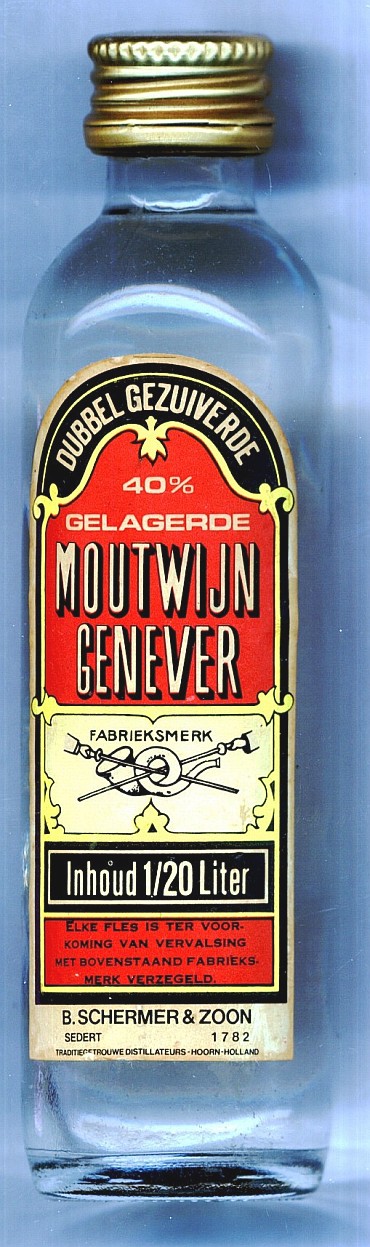 DUBBEL GEZUIVERDE
40%
GELAGERDE
MOUTWIJN
GENEVER
FABRIEKSMERK
Inhoud 1/20 Liter
ELKE FLES IS TER VOOR-
KOMING VAN VERVALSING
MET BOVENSTAAND FABRIEKS-
MERK VERZEGELD.
B. SCHERMER & ZOON
SEDERT 1782
TRADITIEGETROUWE DISTILLATEURS - HOORN - HOLLAND